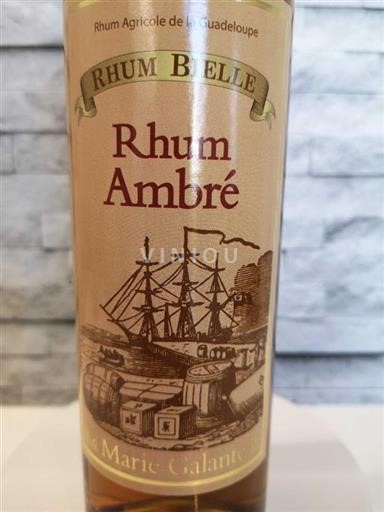 Rhum Agricole de la Guadeloupe
RHUM BIELLE
Rhum
Ambré
VINIOU
Marie-Galante